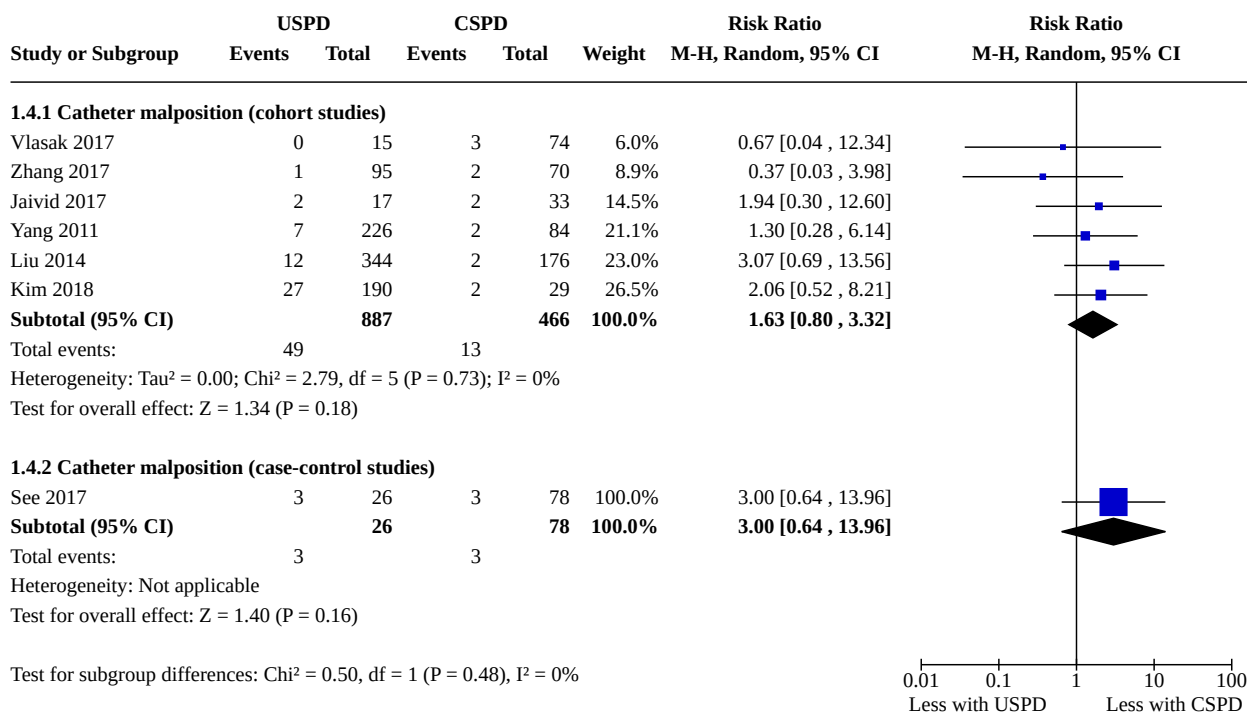 USPD CSPD Risk Ratio Risk Ratio
Study or Subgroup Events Total Events Total Weight M-H, Random, 95% CI M-H, Random, 95% CI
1.4.1 Catheter malposition (cohort studies)
Vlasak 2017 0 15 3 74 6.0% 0.67 [0.04 , 12.34]
Zhang 2017 1 95 2 70 8.9% 0.37 [0.03 , 3.98]
Jaivid 2017 2 17 2 33 14.5% 1.94 [0.30 , 12.60]
Yang 2011 7 226 2 84 21.1% 1.30 [0.28 , 6.14]
Liu 2014 12 344 2 176 23.0% 3.07 [0.69 , 13.56]
Kim 2018 27 190 2 29 26.5% 2.06 [0.52 , 8.21]
Subtotal (95% CI) 887 466 100.0% 1.63 [0.80 , 3.32]
Total events: 49 13
Heterogeneity: Tau² = 0.00; Chi² = 2.79, df = 5 (P = 0.73); I² = 0%
Test for overall effect: Z = 1.34 (P = 0.18)
1.4.2 Catheter malposition (case-control studies)
See 2017 3 26 3 78 100.0% 3.00 [0.64 , 13.96]
Subtotal (95% CI) 26 78 100.0% 3.00 [0.64 , 13.96]
Total events: 3 3
Heterogeneity: Not applicable
Test for overall effect: Z = 1.40 (P = 0.16)
Test for subgroup differences: Chi² = 0.50, df = 1 (P = 0.48), I² = 0%
0.01 0.1 1 10 100
Less with USPD Less with CSPD